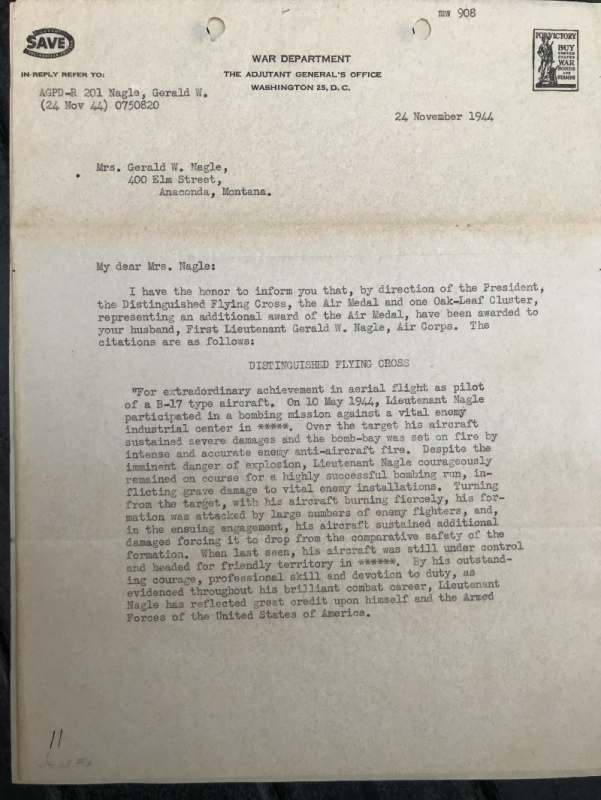 mmw 908
SAVE
WAR DEPARTMENT
THE ADJUTANT GENERAL'S OFFICE
WASHINGTON 25, D. C.
FOR VICTORY
BUY
UNITED
STATES
WAR
BONDS
AND
STAMPS
IN REPLY REFER TO:
AGPD-R 201 Nagle, Gerald W.
(24 Nov 44) 0750820
24 November 1944
Mrs. Gerald W. Nagle,
400 Elm Street,
Anaconda, Montana.
My dear Mrs. Nagle:
I have the honor to inform you that, by direction of the President,
the Distinguished Flying Cross, the Air Medal and one Oak-Leaf Cluster,
representing an additional award of the Air Medal, have been awarded to
your husband, First Lieutenant Gerald W. Nagle, Air Corps. The
citations are as follows:
DISTINGUISHED FLYING CROSS
"For extradordinary achievement in aerial flight as pilot
of a B-17 type aircraft. On 10 May 1944, Lieutenant Nagle
participated in a bombing mission against a vital enemy
industrial center in *****. Over the target his aircraft
sustained severe damages and the bomb-bay was set on fire by
intense and accurate enemy anti-aircraft fire. Despite the
imminent danger of explosion, Lieutenant Nagle courageously
remained on course for a highly successful bombing run, in-
flicting grave damage to vital enemy installations. Turning
from the target, with his aircraft burning fiercely, his for-
mation was attacked by large numbers of enemy fighters, and,
in the ensuing engagement, his aircraft sustained additional
damages forcing it to drop from the comparative safety of the
formation. When last seen, his aircraft was still under control
and headed for friendly territory in ******. By his outstand-
ing courage, professional skill and devotion to duty, as
evidenced throughout his brilliant combat career, Lieutenant
Nagle has reflected great credit upon himself and the Armed
Forces of the United States of America.
11